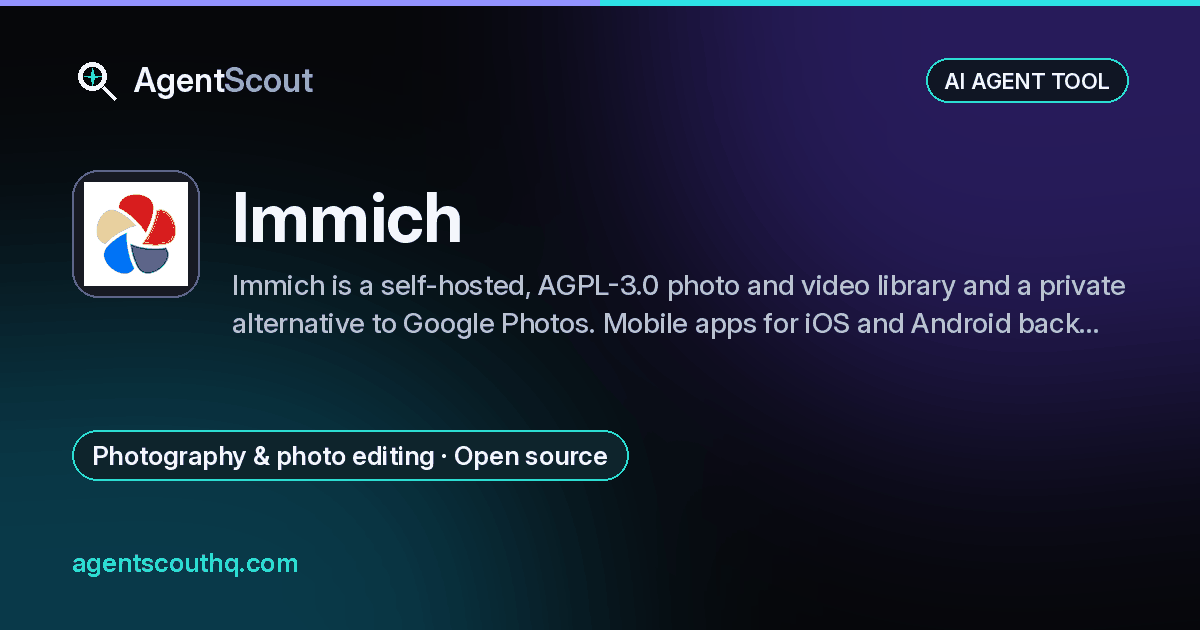 AgentScout
AI AGENT TOOL
Immich
Immich is a self-hosted, AGPL-3.0 photo and video library and a private
alternative to Google Photos. Mobile apps for iOS and Android back...
Photography & photo editing · Open source
agentscouthq.com